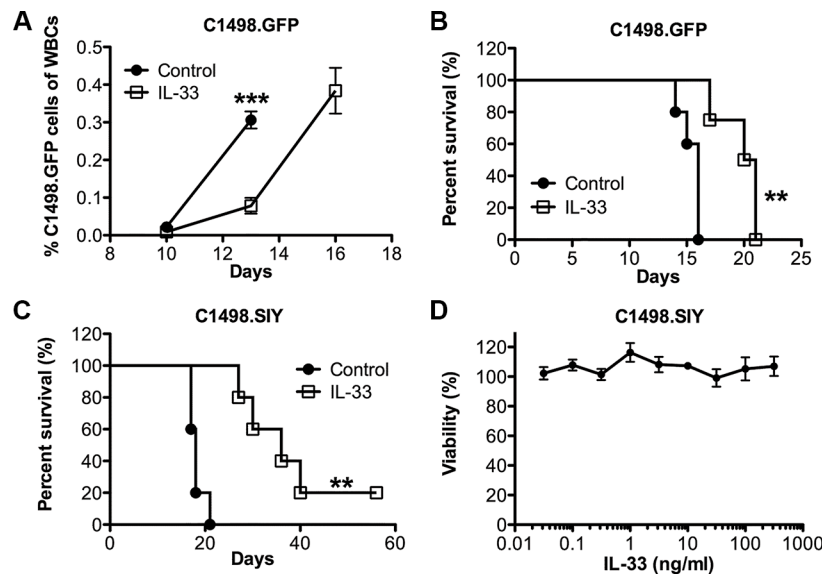 A
C1498.GFP
% C1498.GFP cells of WBCs
0.5
0.4
0.3
0.2
0.1
0.0
Control
IL-33
***
8 10 12 14 16 18
Days
B
C1498.GFP
Percent survival (%)
120
100
80
60
40
20
0
Control
IL-33
**
0 5 10 15 20 25
Days
C
C1498.SIY
Percent survival (%)
120
100
80
60
40
20
0
Control
IL-33
**
0 20 40 60
Days
D
C1498.SIY
Viability (%)
120
100
80
60
40
20
0
0.01 0.1 1 10 100 1000
IL-33 (ng/ml)